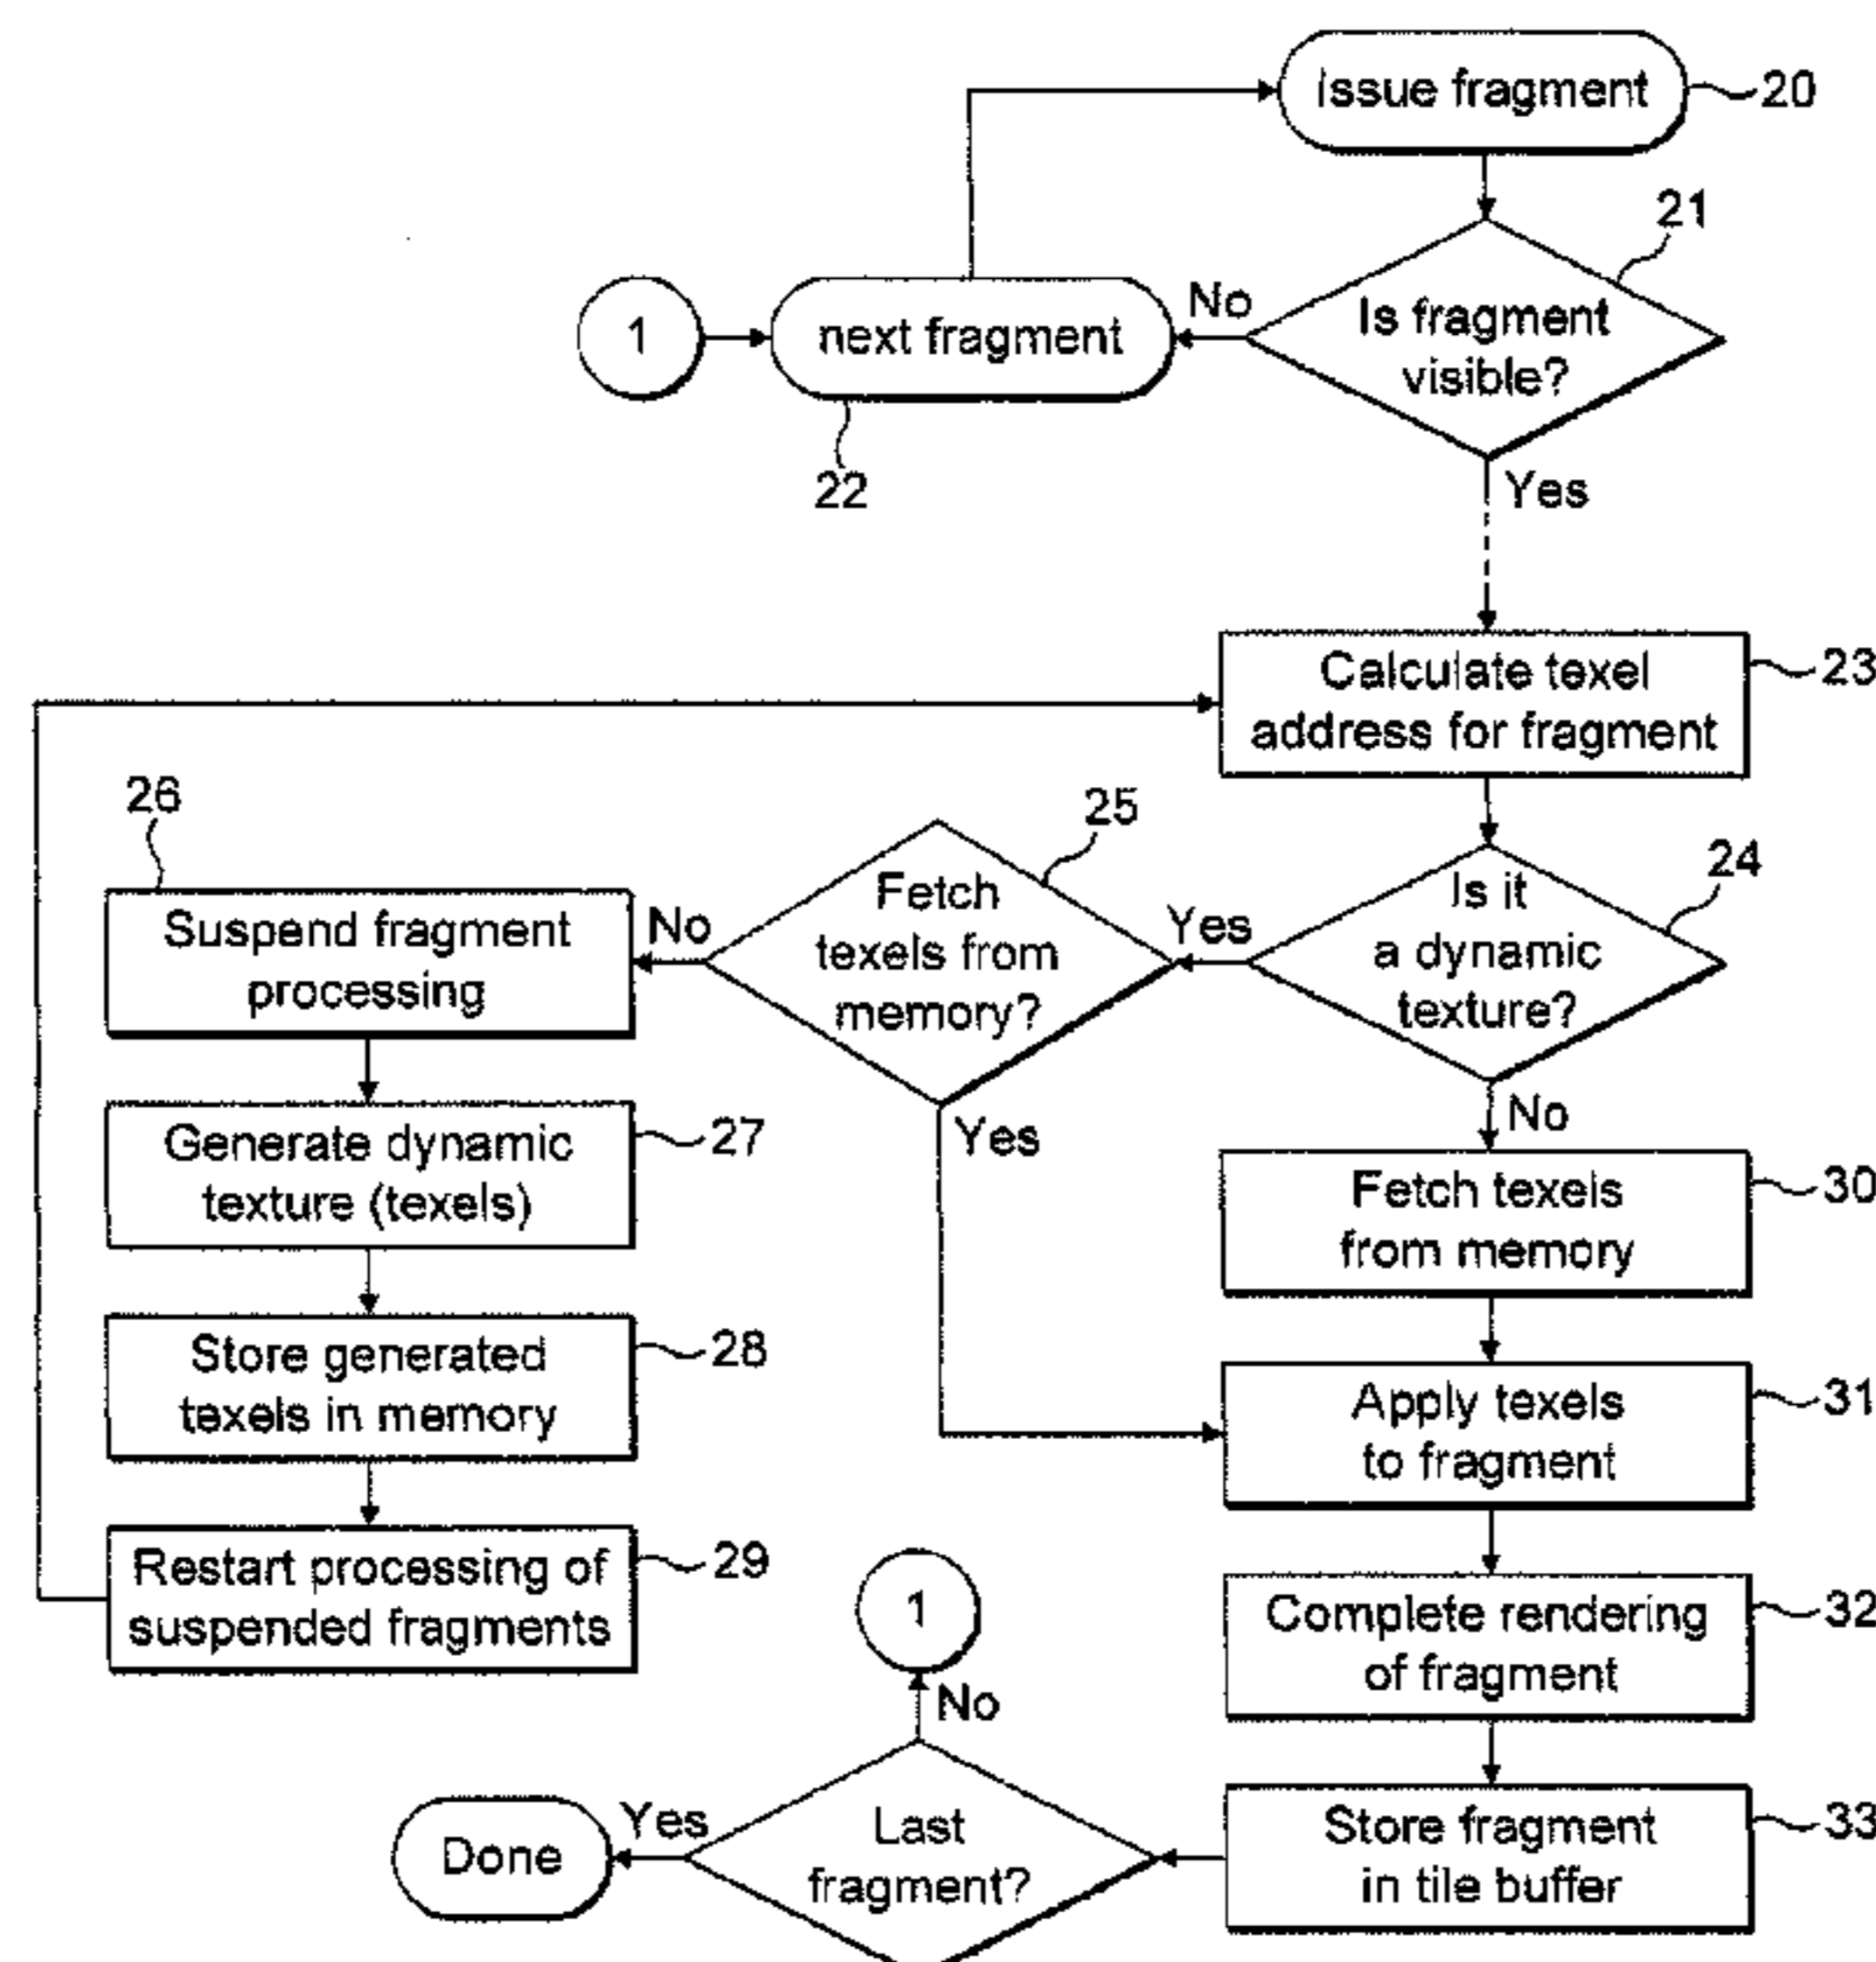 Issue fragment
20
21
Is fragment
visible?
No
next fragment
1
22
Yes
Calculate texel
address for fragment
23
24
Is it
a dynamic
texture?
Yes
25
Fetch
texels from
memory?
No
26
Suspend fragment
processing
Generate dynamic
texture (texels)
27
Store generated
texels in memory
28
Restart processing of
suspended fragments
29
Yes
No
Fetch texels
from memory
30
Apply texels
to fragment
31
Complete rendering
of fragment
32
Store fragment
in tile buffer
33
Last
fragment?
No
1
Yes
Done